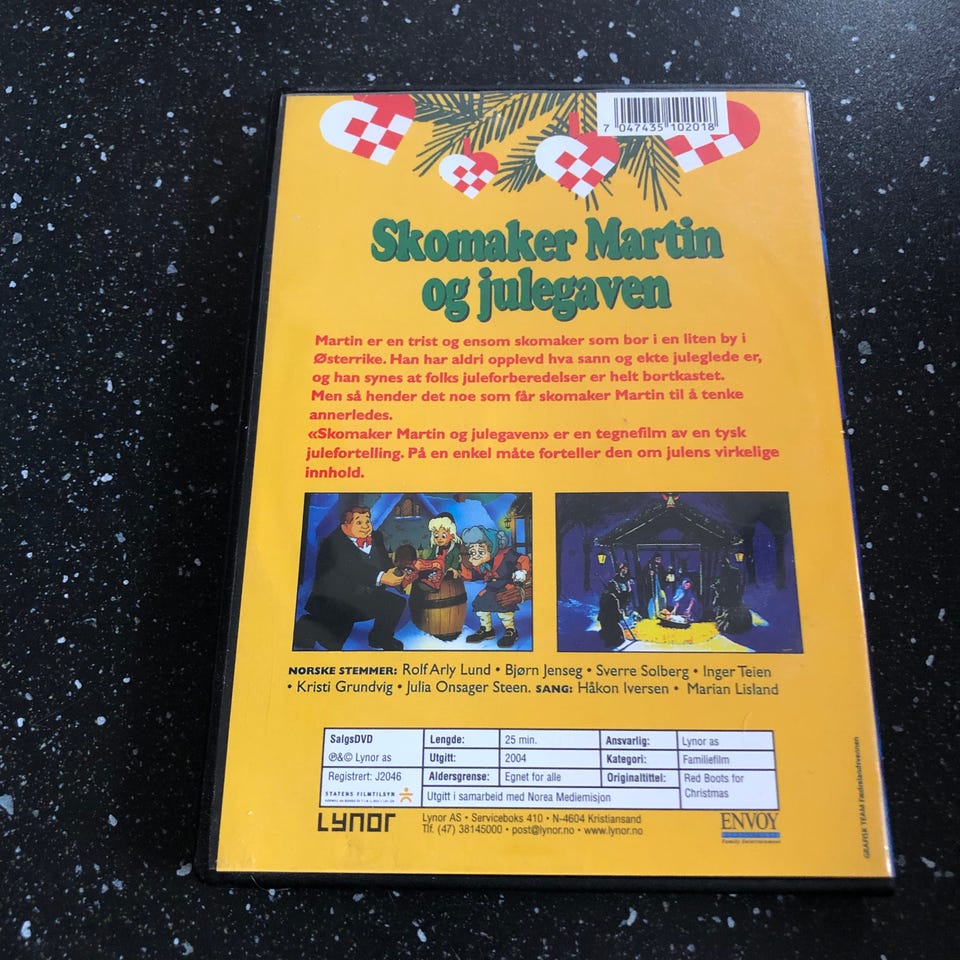 7 047435 102018
Skomaker Martin
og julegaven
Martin er en trist og ensom skomaker som bor i en liten by i
Østerrike. Han har aldri opplevd hva sann og ekte juleglede er,
og han synes at folks juleforberedelser er helt bortkastet.
Men så hender det noe som får skomaker Martin til å tenke
annerledes.
«Skomaker Martin og julegaven» er en tegnefilm av en tysk
julefortelling. På en enkel måte forteller den om julens virkelige
innhold.
NORSKE STEMMER: Rolf Arly Lund • Bjørn Jenseg • Sverre Solberg • Inger Teien
• Kristi Grundvig • Julia Onsager Steen. SANG: Håkon Iversen • Marian Lisland
SalgsDVD Lengde: 25 min. Ansvarlig: Lynor as
℗&© Lynor as Utgitt: 2004 Kategori: Familiefilm
Registrert: J2046 Aldersgrense: Egnet for alle Originaltittel: Red Boots for
Christmas
STATENS FILMTILSYN
Utgitt i samarbeid med Norea Mediemisjon
LYNOR
Lynor AS • Serviceboks 410 • N-4604 Kristiansand
Tlf. (47) 38145000 • post@lynor.no • www.lynor.no
ENVOY
Family Entertainment
GRAFISK TEAM Fædrelandsvennen